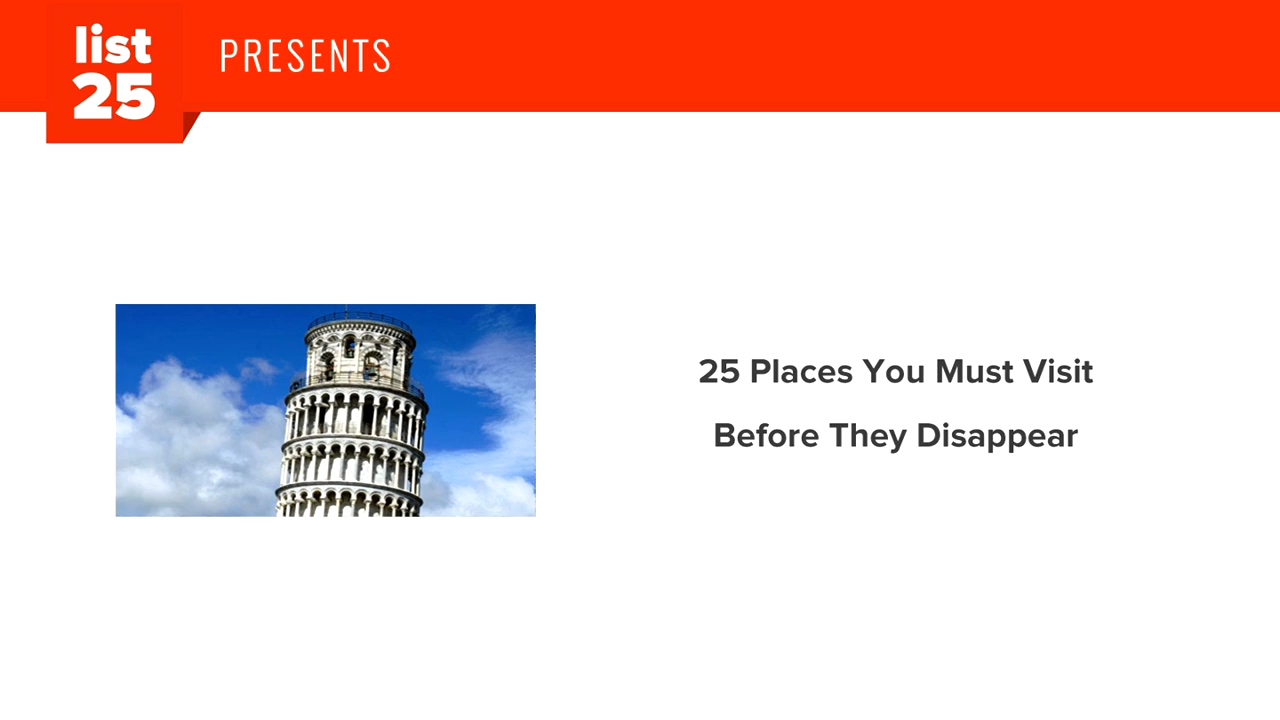 list
25
PRESENTS
25 Places You Must Visit
Before They Disappear